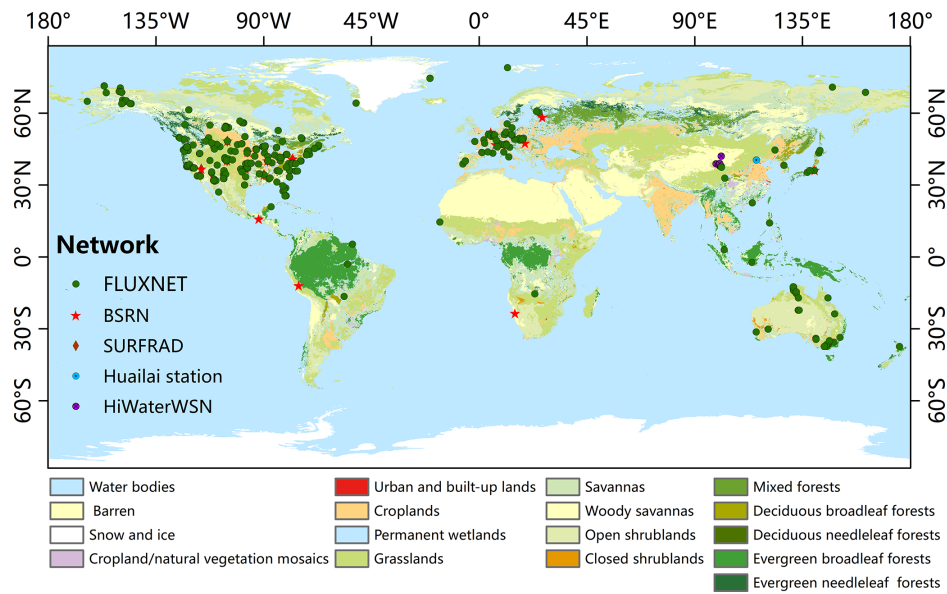 180° 135°W 90°W 45°W 0° 45°E 90°E 135°E 180°
60°N 60°N
30°N 30°N
0° 0°
30°S 30°S
60°S 60°S
Network
FLUXNET
BSRN
SURFRAD
Huailai station
HiWaterWSN
Water bodies Urban and built-up lands Savannas Mixed forests
Barren Croplands Woody savannas Deciduous broadleaf forests
Snow and ice Permanent wetlands Open shrublands Deciduous needleleaf forests
Cropland/natural vegetation mosaics Grasslands Closed shrublands Evergreen broadleaf forests
Evergreen needleleaf forests